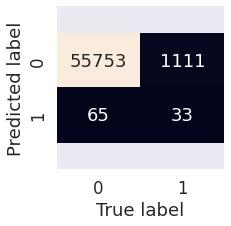 Predicted label
0
55753 1111
1
65 33
0 1
True label